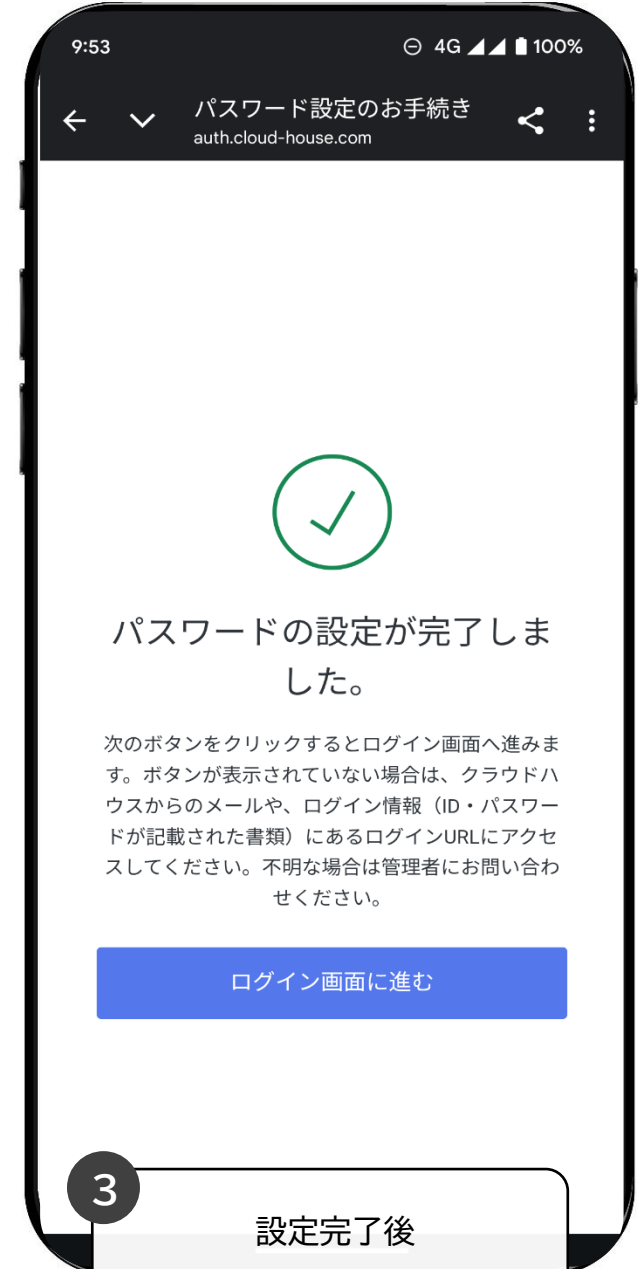 9:53 4G 100%
パスワード設定のお手続き
auth.cloud-house.com
パスワードの設定が完了しま
した。
次のボタンをクリックするとログイン画面へ進みま
す。ボタンが表示されていない場合は、クラウドハ
ウスからのメールや、ログイン情報（ID・パスワー
ドが記載された書類）にあるログインURLにアクセ
スしてください。不明な場合は管理者にお問い合わ
せください。
ログイン画面に進む
3
設定完了後